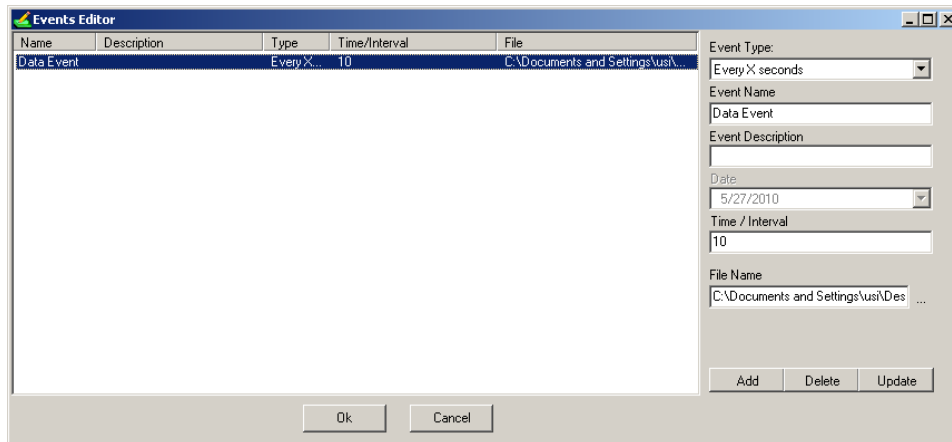 Events Editor
Name Description Type Time/Interval File
Data Event Every X... 10 C:\Documents and Settings\usi\...
Event Type:
Every X seconds
Event Name
Data Event
Event Description
Date
5/27/2010
Time / Interval
10
File Name
C:\Documents and Settings\usi\Des ...
Add Delete Update
Ok Cancel